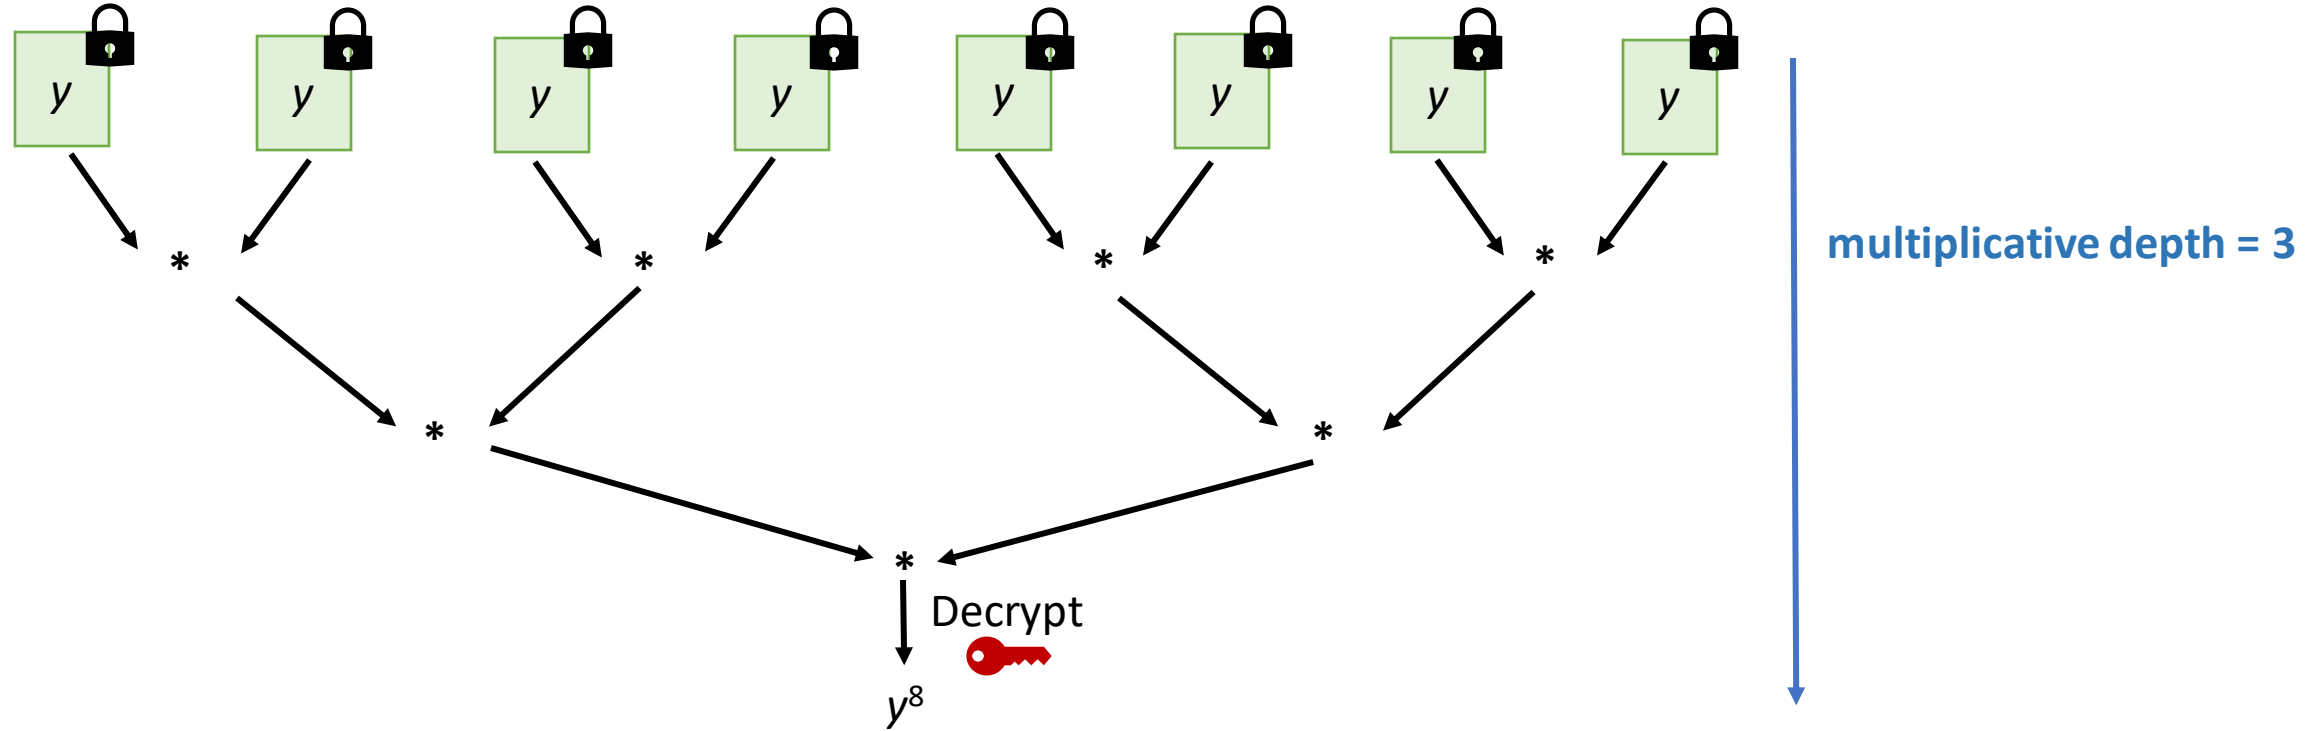 y y y y y y y y
* * * *
multiplicative depth = 3
* *
*
Decrypt
y⁸